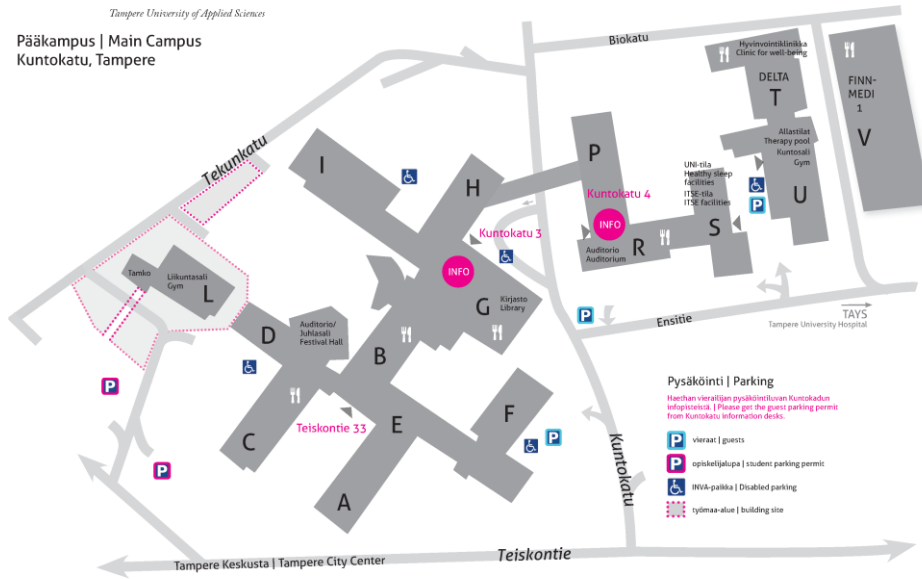 Tampere University of Applied Sciences
Pääkampus | Main Campus
Kuntokatu, Tampere
Biokatu
Hyvinvointiklinikka
Clinic for well-being
DELTA
T
FINN-
MEDI
1
V
Tekunkatu
I
H
P
Allastilat
Therapy pool
Kuntosali
Gym
U
UNI-tila
Healthy sleep
facilities
ITSE-tila
ITSE facilities
S
Kuntokatu 4
INFO
R
Auditorio
Auditorium
Kuntokatu 3
INFO
G
Kirjasto
Library
Tamko
Liikuntasali
Gym
L
D
Auditorio/
Juhlasali
Festival Hall
B
P
Ensitie
TAYS
Tampere University Hospital
P
P
C
Teiskontie 33
E
F
P
A
Kuntokatu
P
Pysäköinti | Parking
Haethan vierailijan pysäköintiluvan Kuntokadun
infopisteistä. | Please get the guest parking permit
from Kuntokatu information desks.
P vieraat | guests
P opiskelijalupa | student parking permit
INVA-paikka | Disabled parking
työmaa-alue | building site
Tampere Keskusta | Tampere City Center
Teiskontie